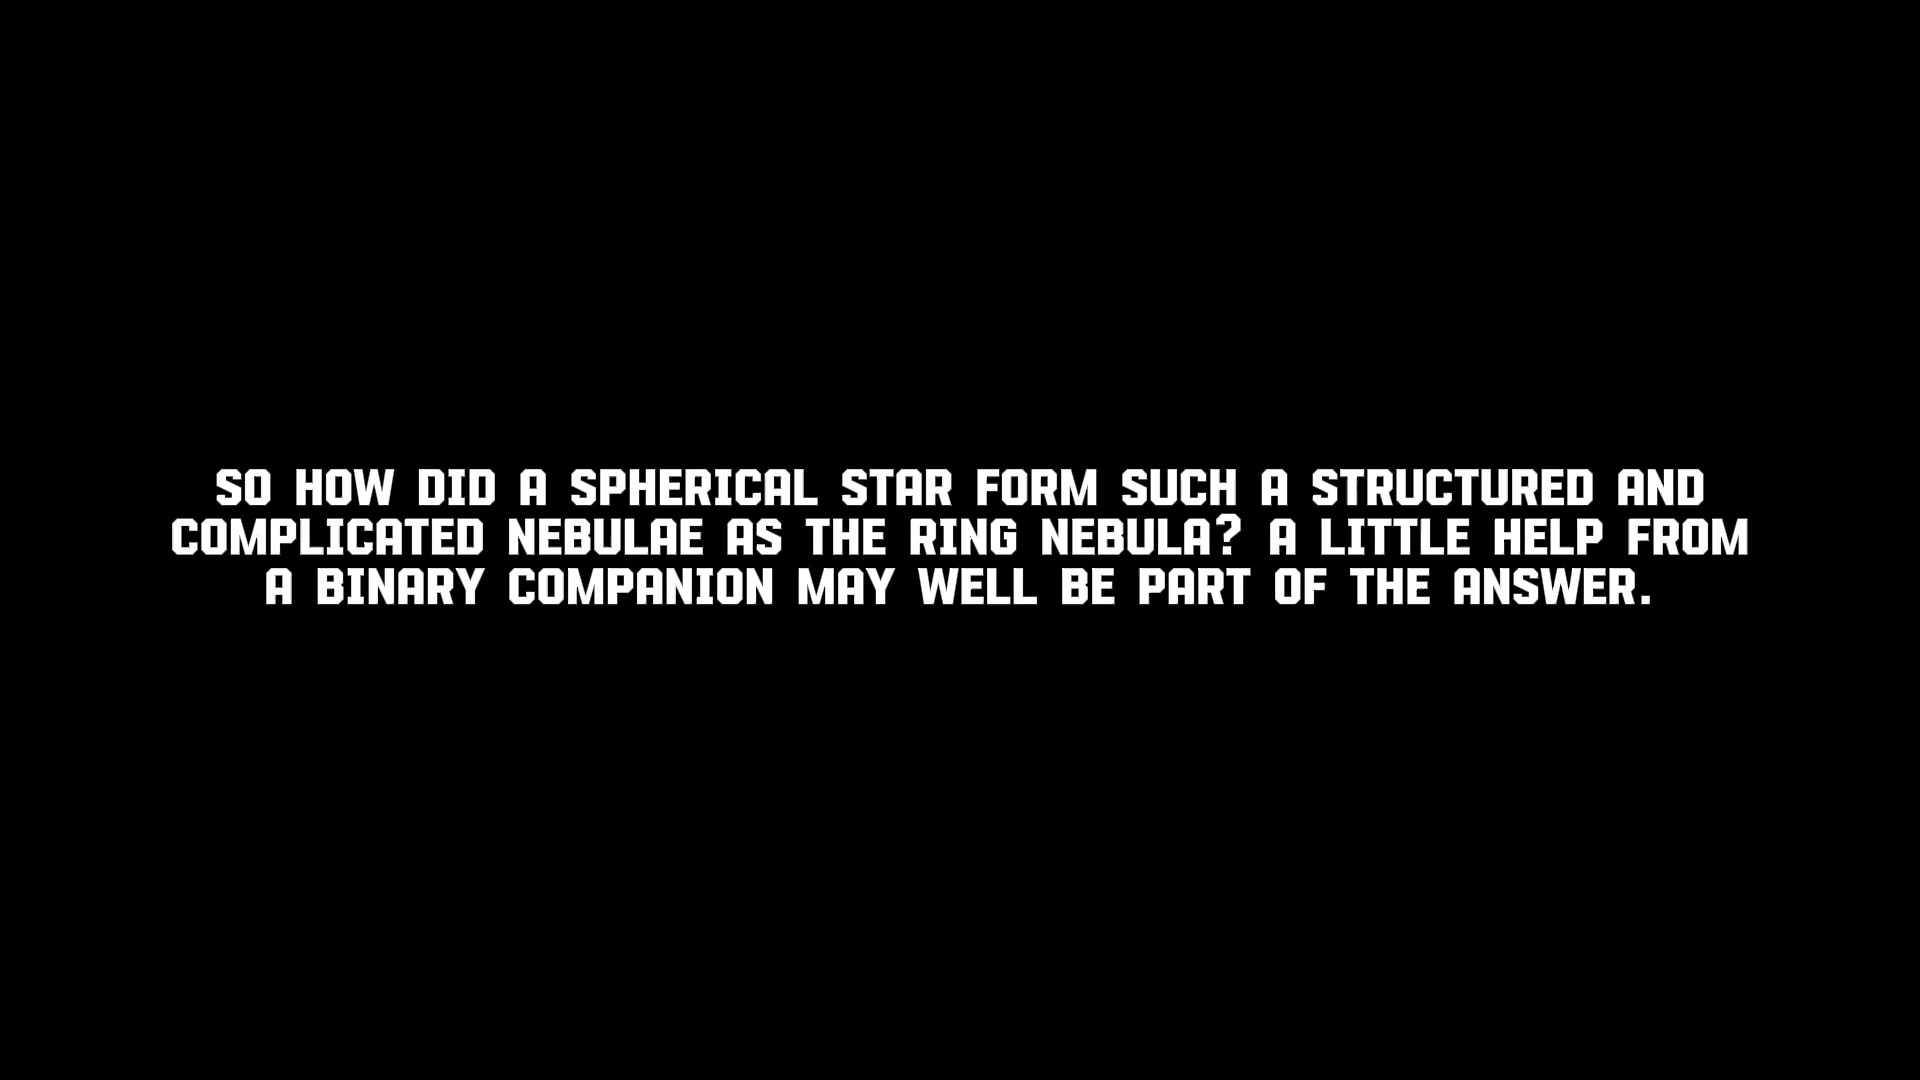 SO HOW DID A SPHERICAL STAR FORM SUCH A STRUCTURED AND
COMPLICATED NEBULAE AS THE RING NEBULA? A LITTLE HELP FROM
A BINARY COMPANION MAY WELL BE PART OF THE ANSWER.